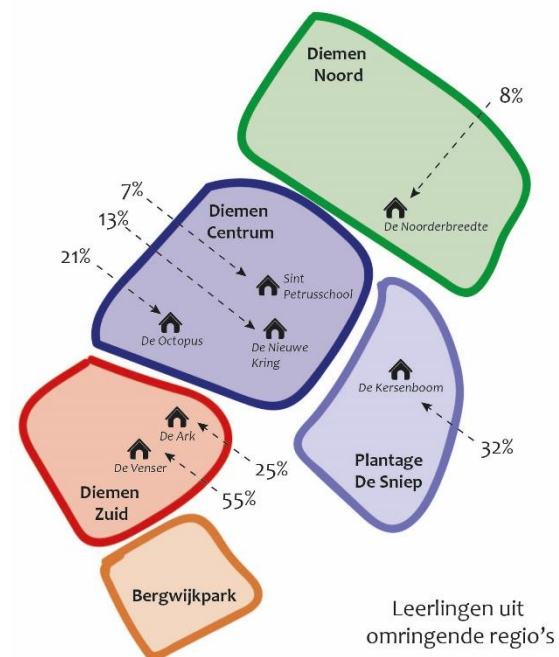 Diemen
Noord
8%
De Noorderbreedte
7%
13%
21%
Diemen
Centrum
Sint
Petrusschool
De Octopus
De Nieuwe
Kring
De Kersenboom
32%
Plantage
De Sniep
De Ark
De Venser
25%
55%
Diemen
Zuid
Bergwijkpark
Leerlingen uit
omringende regio's